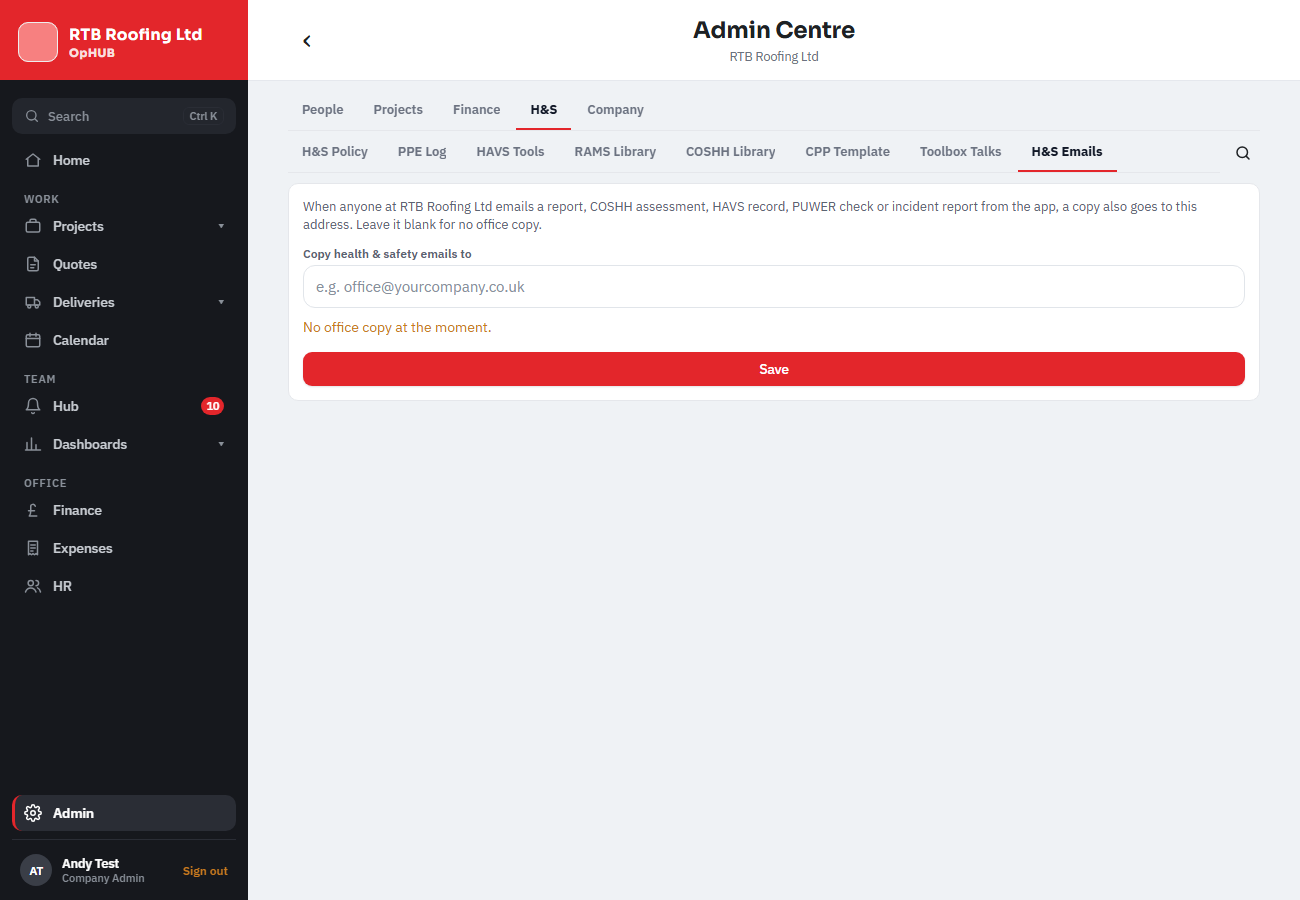 RTB Roofing Ltd
OpHUB
Search
Ctrl K
Home
WORK
Projects
Quotes
Deliveries
Calendar
TEAM
Hub
10
Dashboards
OFFICE
Finance
Expenses
HR
Admin
AT
Andy Test
Company Admin
Sign out
Admin Centre
RTB Roofing Ltd
People
Projects
Finance
H&S
Company
H&S Policy
PPE Log
HAVS Tools
RAMS Library
COSHH Library
CPP Template
Toolbox Talks
H&S Emails
When anyone at RTB Roofing Ltd emails a report, COSHH assessment, HAVS record, PUWER check or incident report from the app, a copy also goes to this
address. Leave it blank for no office copy.
Copy health & safety emails to
e.g. office@yourcompany.co.uk
No office copy at the moment.
Save